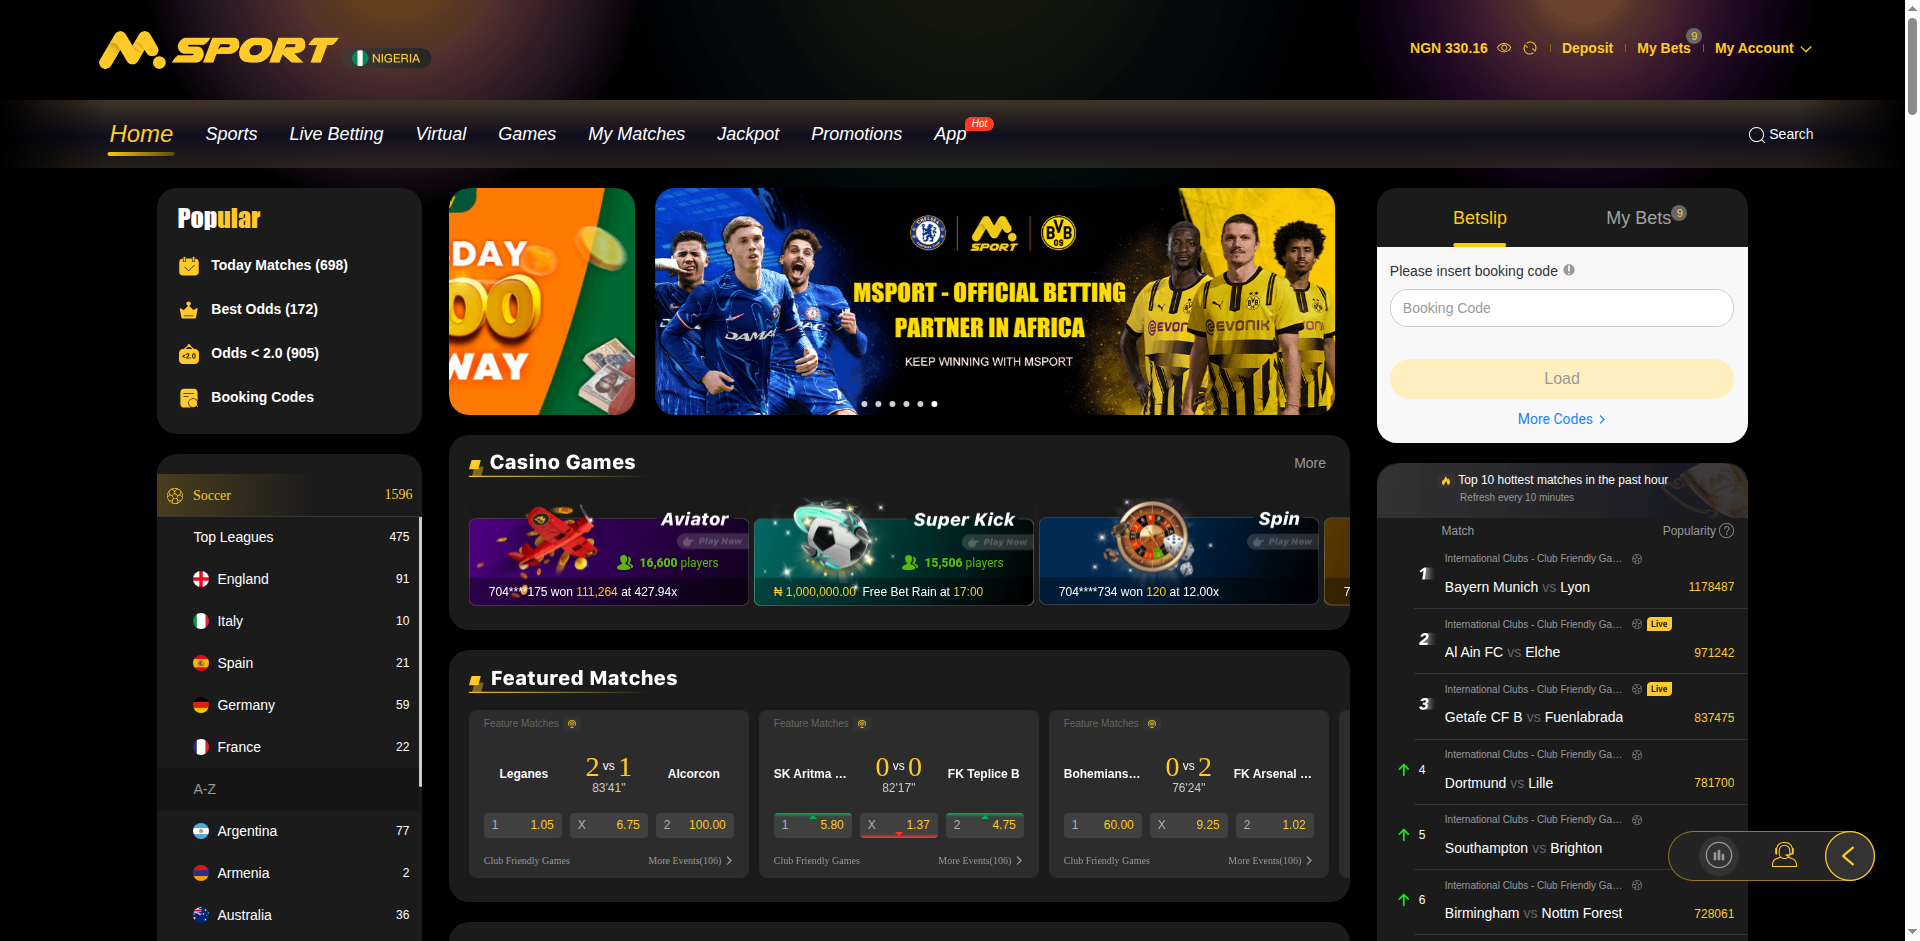 M.SPORT
NIGERIA
NGN 330.16
Deposit
My Bets 9
My Account
Home
Sports
Live Betting
Virtual
Games
My Matches
Jackpot
Promotions
App Hot
Search
Popular
Today Matches (698)
Best Odds (172)
Odds < 2.0 (905)
Booking Codes
Soccer 1596
Top Leagues 475
England 91
Italy 10
Spain 21
Germany 59
France 22
A-Z
Argentina 77
Armenia 2
Australia 36
DAY
00
WAY
M.
SPORT
BVB
09
MSPORT - OFFICIAL BETTING
PARTNER IN AFRICA
KEEP WINNING WITH MSPORT
EVONIK
Casino Games
More
Aviator
Play Now
16,600 players
704****175 won 111,264 at 427.94x
Super Kick
Play Now
15,506 players
₦ 1,000,000.00 Free Bet Rain at 17:00
Spin
Play Now
704****734 won 120 at 12.00x
7
Featured Matches
Feature Matches
Leganes 2 vs 1 Alcorcon
83'41"
1 1.05 X 6.75 2 100.00
Club Friendly Games More Events(106)
Feature Matches
SK Aritma ... 0 vs 0 FK Teplice B
82'17"
1 5.80 X 1.37 2 4.75
Club Friendly Games More Events(106)
Feature Matches
Bohemians... 0 vs 2 FK Arsenal ...
76'24"
1 60.00 X 9.25 2 1.02
Club Friendly Games More Events(106)
Betslip
My Bets 9
Please insert booking code
Booking Code
Load
More Codes
Top 10 hottest matches in the past hour
Refresh every 10 minutes
Match Popularity ?
International Clubs - Club Friendly Ga...
1 Bayern Munich vs Lyon 1178487
International Clubs - Club Friendly Ga... Live
2 Al Ain FC vs Elche 971242
International Clubs - Club Friendly Ga... Live
3 Getafe CF B vs Fuenlabrada 837475
International Clubs - Club Friendly Ga...
4 Dortmund vs Lille 781700
International Clubs - Club Friendly Ga...
5 Southampton vs Brighton
International Clubs - Club Friendly Ga...
6 Birmingham vs Nottm Forest 728061